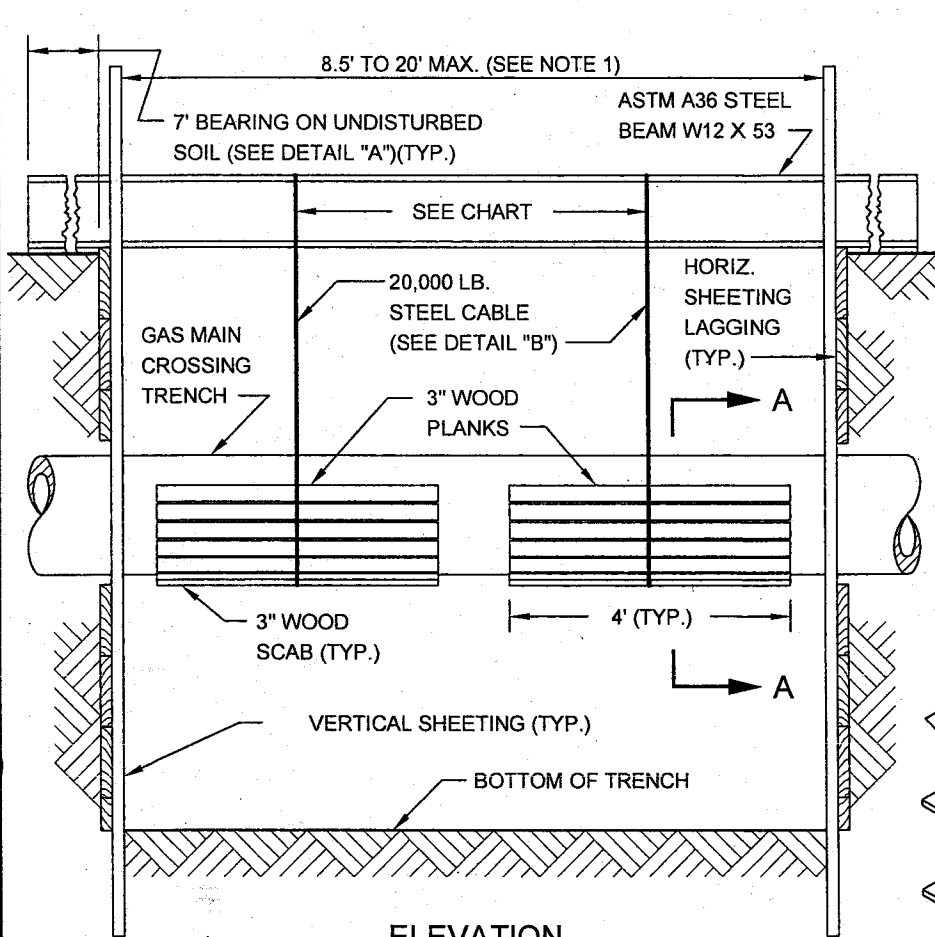 8.5' TO 20' MAX. (SEE NOTE 1)
7' BEARING ON UNDISTURBED
SOIL (SEE DETAIL "A")(TYP.)
ASTM A36 STEEL
BEAM W12 X 53
SEE CHART
20,000 LB.
STEEL CABLE
(SEE DETAIL "B")
HORIZ.
SHEETING
LAGGING
(TYP.)
GAS MAIN
CROSSING
TRENCH
3" WOOD
PLANKS
A
3" WOOD
SCAB (TYP.)
4' (TYP.)
A
VERTICAL SHEETING (TYP.)
BOTTOM OF TRENCH
ELEVATION